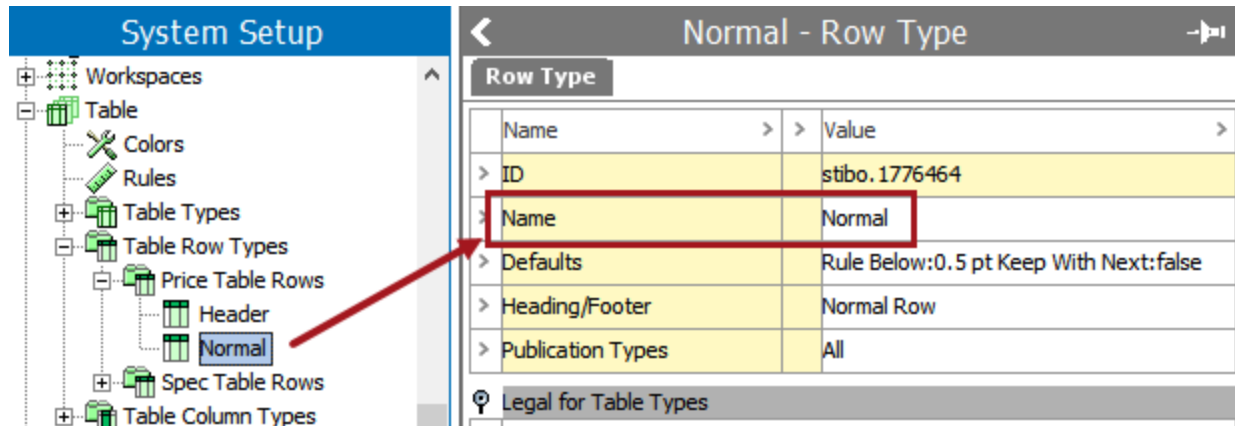 System Setup
Workspaces
Table
Colors
Rules
Table Types
Table Row Types
Price Table Rows
Header
Normal
Spec Table Rows
Table Column Types
Normal - Row Type
Row Type
Name > > Value >
> ID stibo.1776464
> Name Normal
> Defaults Rule Below:0.5 pt Keep With Next:false
> Heading/Footer Normal Row
> Publication Types All
Legal for Table Types